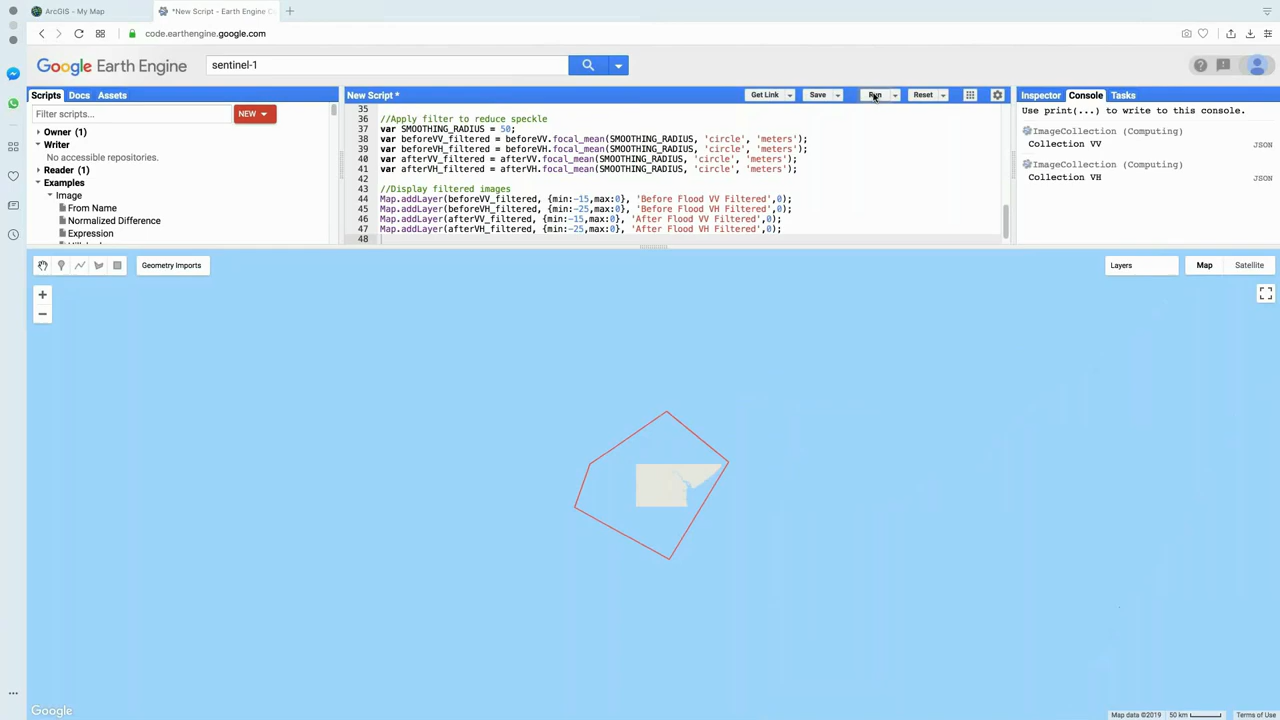 ArcGIS - My Map
*New Script - Earth Engine C
code.earthengine.google.com
Google Earth Engine
sentinel-1
Scripts Docs Assets
New Script *
Get Link Save Run Reset
Inspector Console Tasks
Filter scripts... NEW
Owner (1)
Writer
No accessible repositories.
Reader (1)
Examples
Image
From Name
Normalized Difference
Expression
35
36 //Apply filter to reduce speckle
37 var SMOOTHING_RADIUS = 50;
38 var beforeVV_filtered = beforeVV.focal_mean(SMOOTHING_RADIUS, 'circle', 'meters');
39 var beforeVH_filtered = beforeVH.focal_mean(SMOOTHING_RADIUS, 'circle', 'meters');
40 var afterVV_filtered = afterVV.focal_mean(SMOOTHING_RADIUS, 'circle', 'meters');
41 var afterVH_filtered = afterVH.focal_mean(SMOOTHING_RADIUS, 'circle', 'meters');
42
43 //Display filtered images
44 Map.addLayer(beforeVV_filtered, {min:-15,max:0}, 'Before Flood VV Filtered',0);
45 Map.addLayer(beforeVH_filtered, {min:-25,max:0}, 'Before Flood VH Filtered',0);
46 Map.addLayer(afterVV_filtered, {min:-15,max:0}, 'After Flood VV Filtered',0);
47 Map.addLayer(afterVH_filtered, {min:-25,max:0}, 'After Flood VH Filtered',0);
48
Use print(...) to write to this console.
ImageCollection (Computing)
Collection VV JSON
ImageCollection (Computing)
Collection VH JSON
Geometry Imports
Layers
Map Satellite
Google
Map data ©2019 50 km Terms of Use